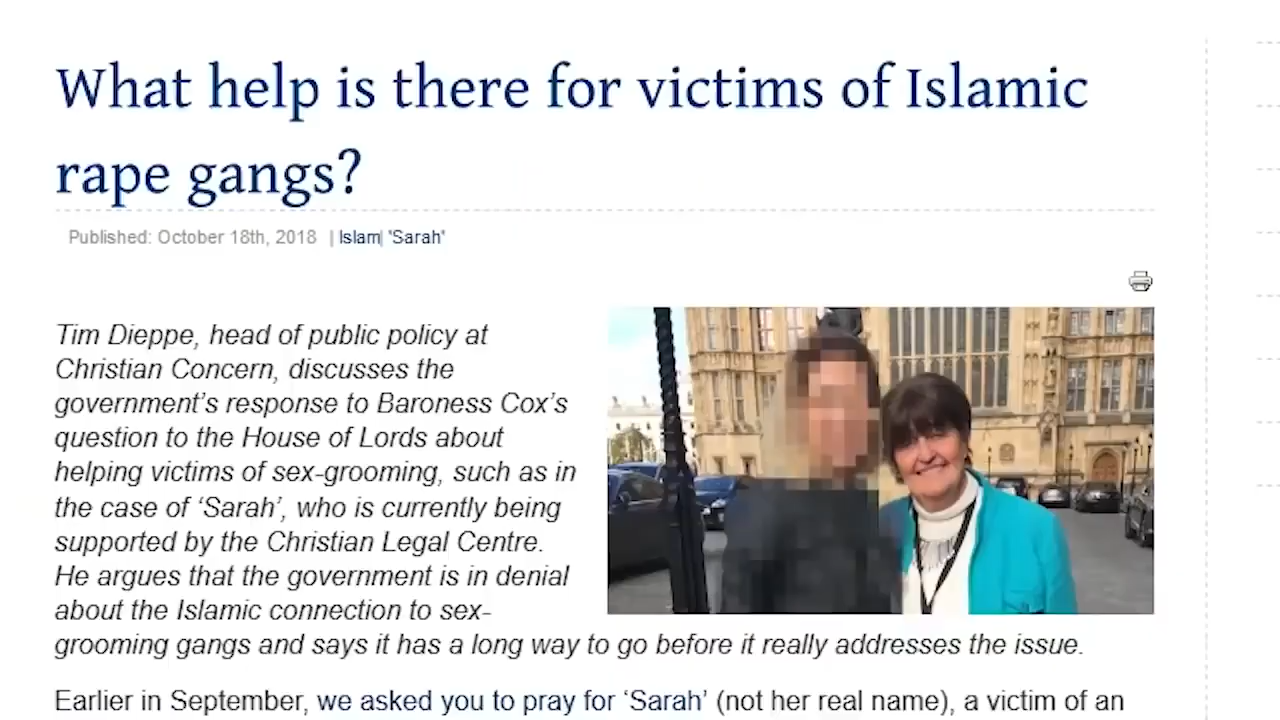 What help is there for victims of Islamic
rape gangs?
Published: October 18th, 2018 | Islam| 'Sarah'
Tim Dieppe, head of public policy at
Christian Concern, discusses the
government’s response to Baroness Cox’s
question to the House of Lords about
helping victims of sex-grooming, such as in
the case of ‘Sarah’, who is currently being
supported by the Christian Legal Centre.
He argues that the government is in denial
about the Islamic connection to sex-
grooming gangs and says it has a long way to go before it really addresses the issue.
Earlier in September, we asked you to pray for ‘Sarah’ (not her real name), a victim of an